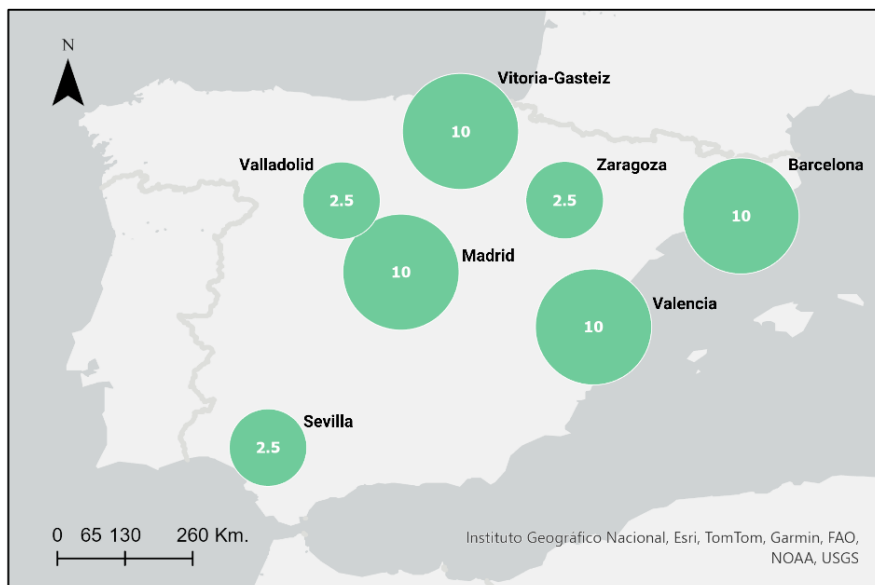 N
Vitoria-Gasteiz
10
Valladolid
Zaragoza
Barcelona
2.5
2.5
10
Madrid
10
Valencia
10
Sevilla
2.5
0 65 130 260 Km.
Instituto Geográfico Nacional, Esri, TomTom, Garmin, FAO,
NOAA, USGS